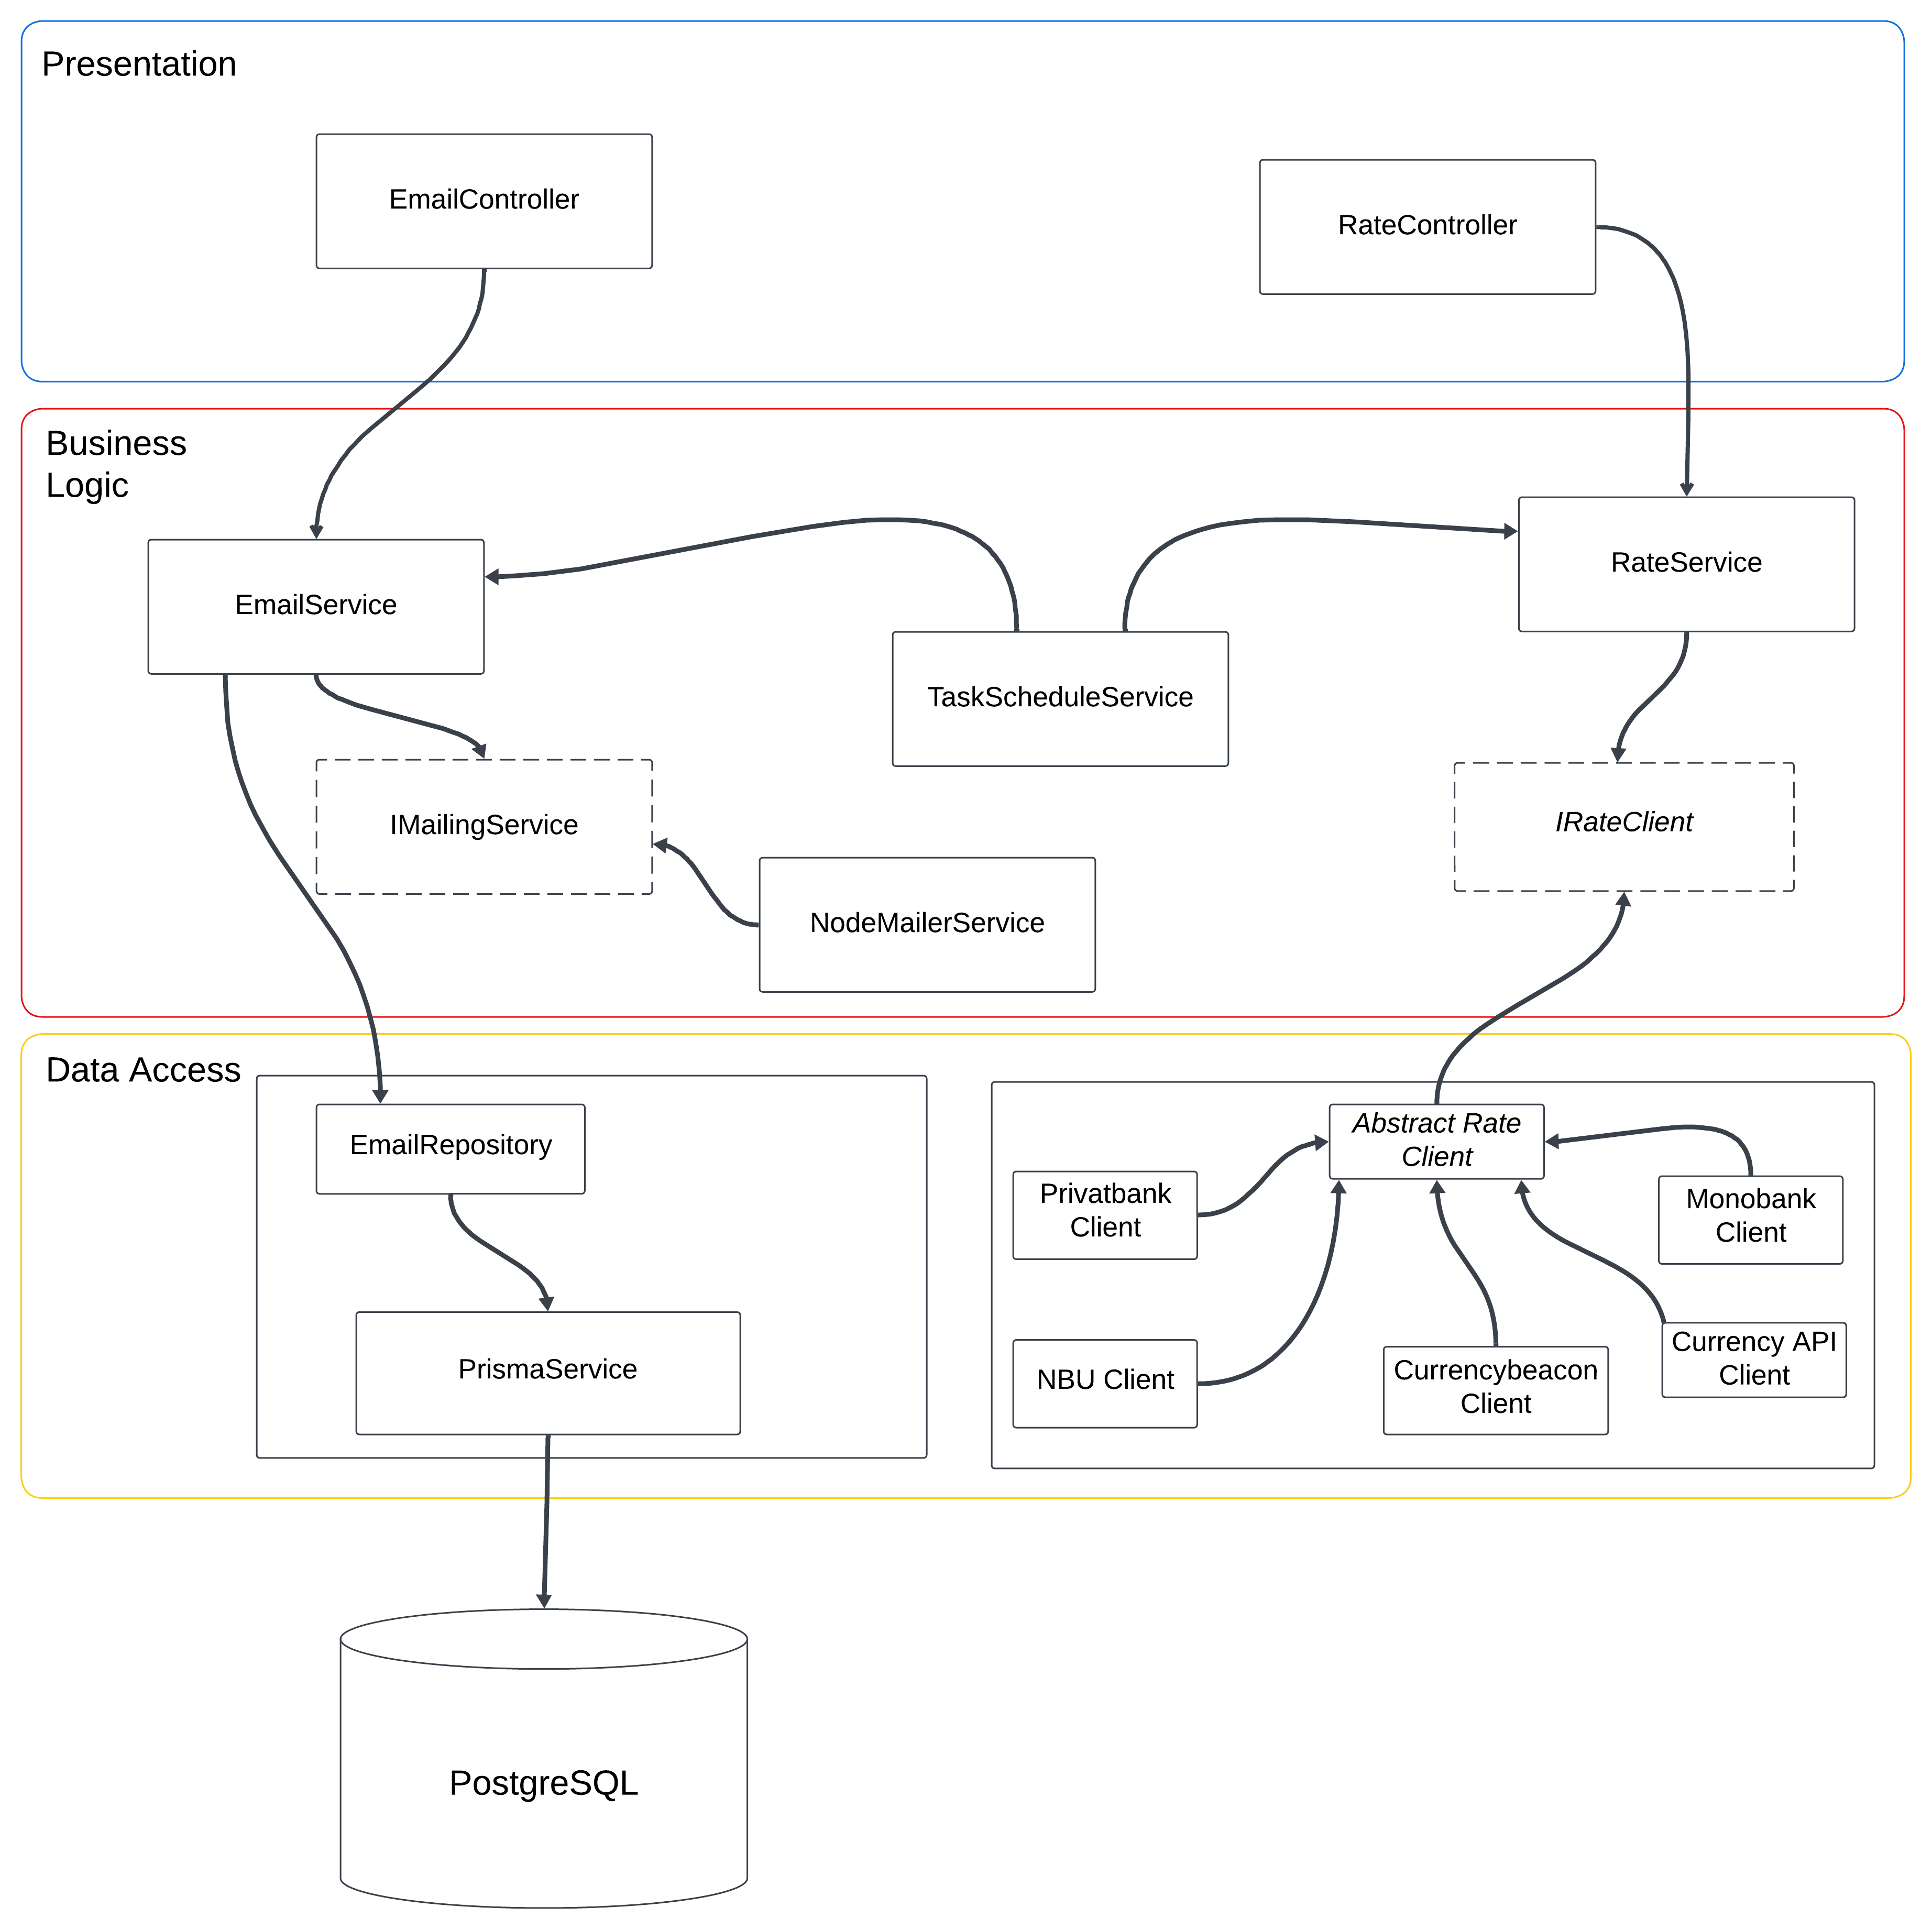 Presentation
EmailController
RateController
Business
Logic
EmailService
RateService
TaskScheduleService
IMailingService
IRateClient
NodeMailerService
Data Access
EmailRepository
PrismaService
Abstract Rate
Client
Privatbank
Client
Monobank
Client
NBU Client
Currencybeacon
Client
Currency API
Client
PostgreSQL